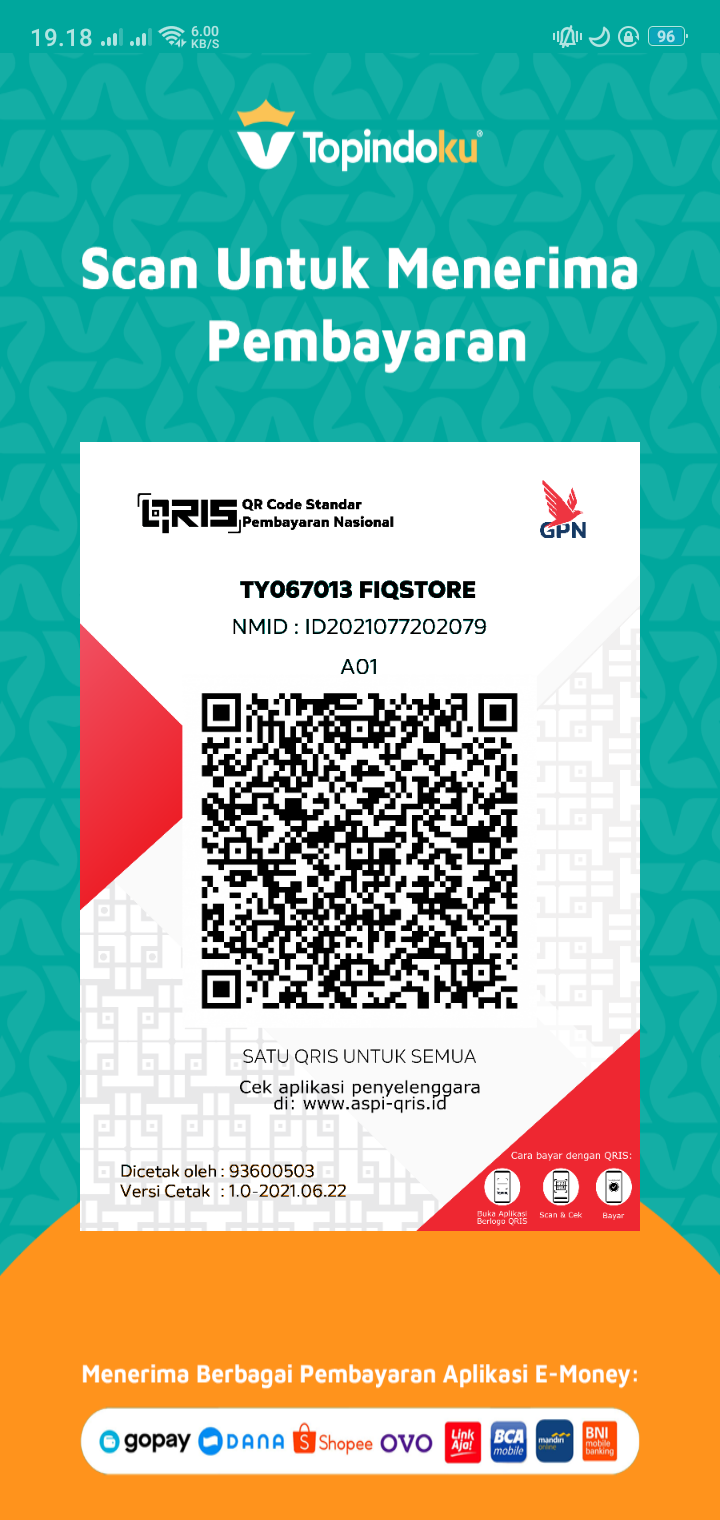 19.18
6.00
KB/S
96
Topindoku®
Scan Untuk Menerima
Pembayaran
QRIS QR Code Standar
Pembayaran Nasional
GPN
TY067013 FIQSTORE
NMID : ID2021077202079
A01
SATU QRIS UNTUK SEMUA
Cek aplikasi penyelenggara
di: www.aspi-qris.id
Dicetak oleh : 93600503
Versi Cetak : 1.0-2021.06.22
Cara bayar dengan QRIS:
Buka Aplikasi
Berlogo QRIS
Scan & Cek
Bayar
Menerima Berbagai Pembayaran Aplikasi E-Money:
gopay DANA Shopee OVO
Link
Aja!
BCA
mobile
mandiri
online
BNI
mobile
banking